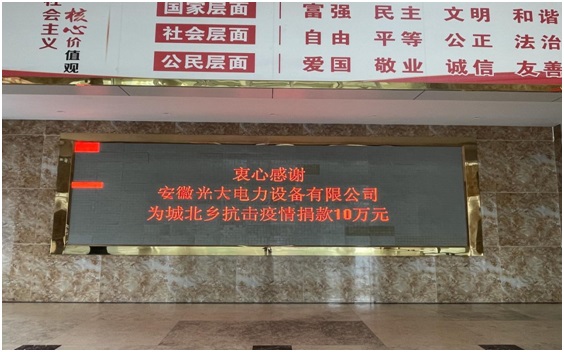 社会主义
核心价值观
国家层面 富强 民主 文明 和谐
社会层面 自由 平等 公正 法治
公民层面 爱国 敬业 诚信 友善
衷心感谢
安徽光大电力设备有限公司
为城北乡抗击疫情捐款10万元